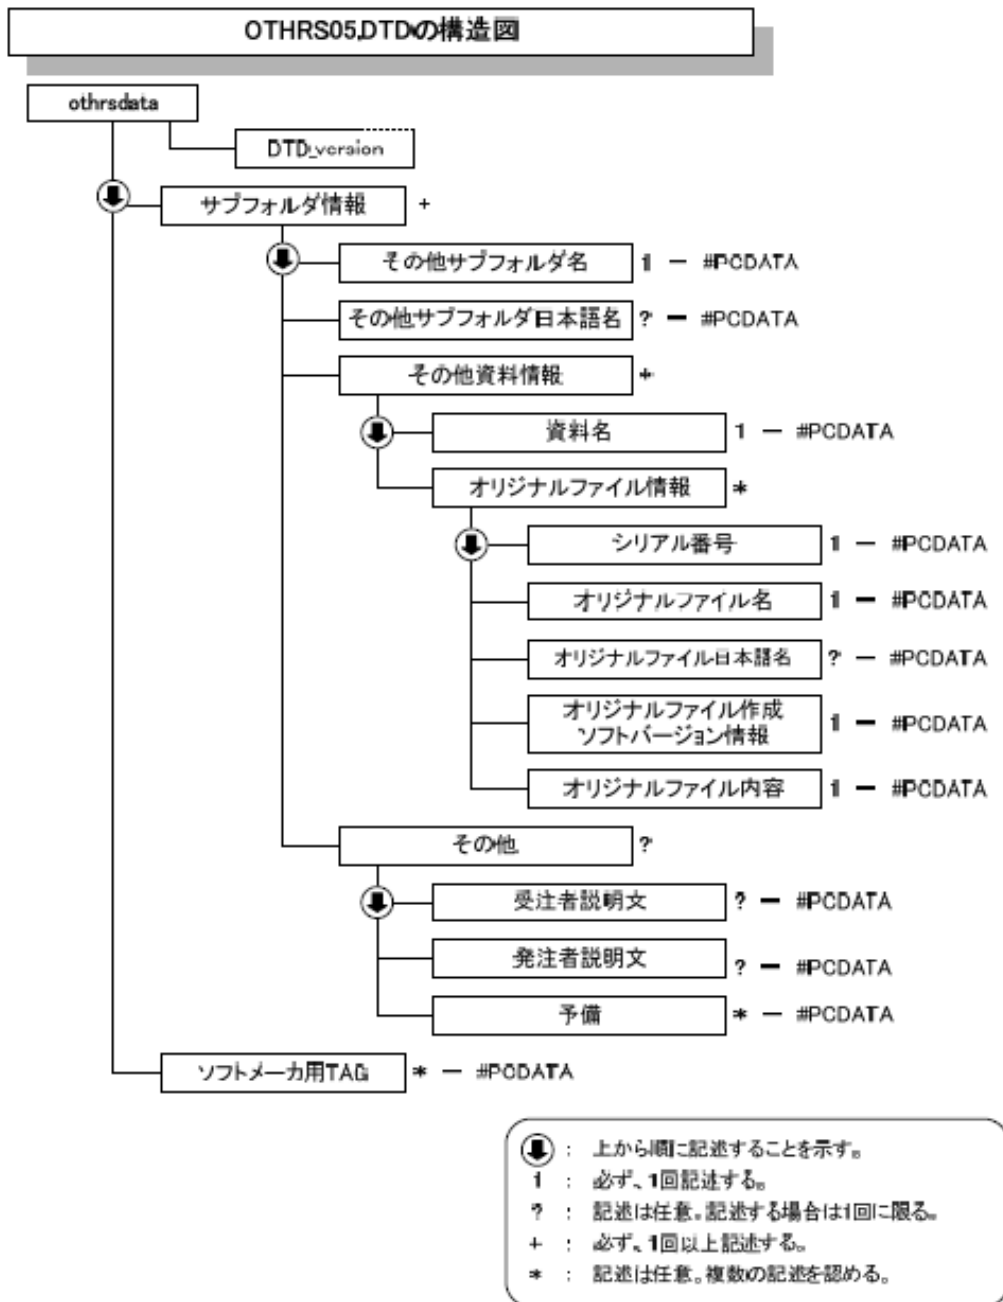 OTHRS05.DTDの構造図
othrsdata
DTD_version
サブフォルダ情報 +
その他サブフォルダ名 1 － #PCDATA
その他サブフォルダ日本語名 ? － #PCDATA
その他資料情報 +
資料名 1 － #PCDATA
オリジナルファイル情報 *
シリアル番号 1 － #PCDATA
オリジナルファイル名 1 － #PCDATA
オリジナルファイル日本語名 ? － #PCDATA
オリジナルファイル作成
ソフトバージョン情報 1 － #PCDATA
オリジナルファイル内容 1 － #PCDATA
その他 ?
受注者説明文 ? － #PCDATA
発注者説明文 ? － #PCDATA
予備 * － #PCDATA
ソフトメーカ用TAG * － #PCDATA
： 上から順に記述することを示す。
1 ： 必ず、1回記述する。
? ： 記述は任意。記述する場合は1回に限る。
+ ： 必ず、1回以上記述する。
* ： 記述は任意。複数の記述を認める。